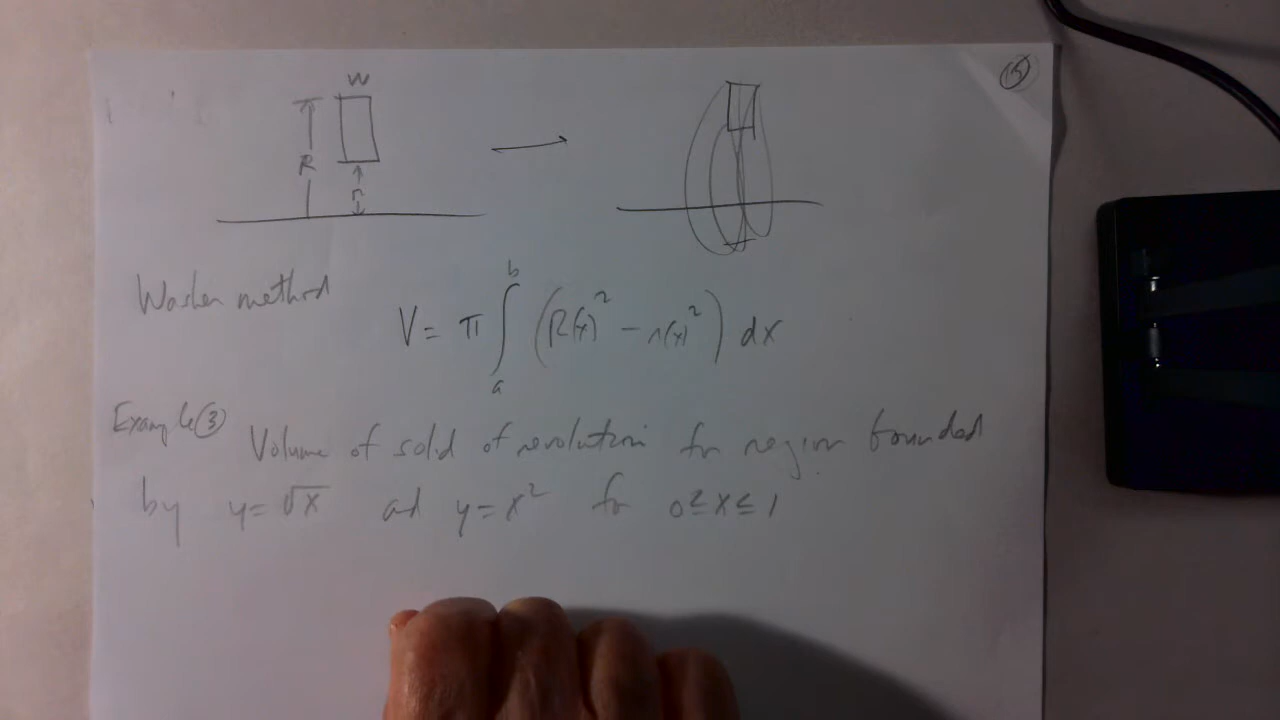 15
W
R
r
Washer method
V = π ∫ₐᵇ (R(x)² - r(x)²) dx
Example ③ Volume of solid of revolution for region bounded
by y = √x and y = x² for 0 ≤ x ≤ 1